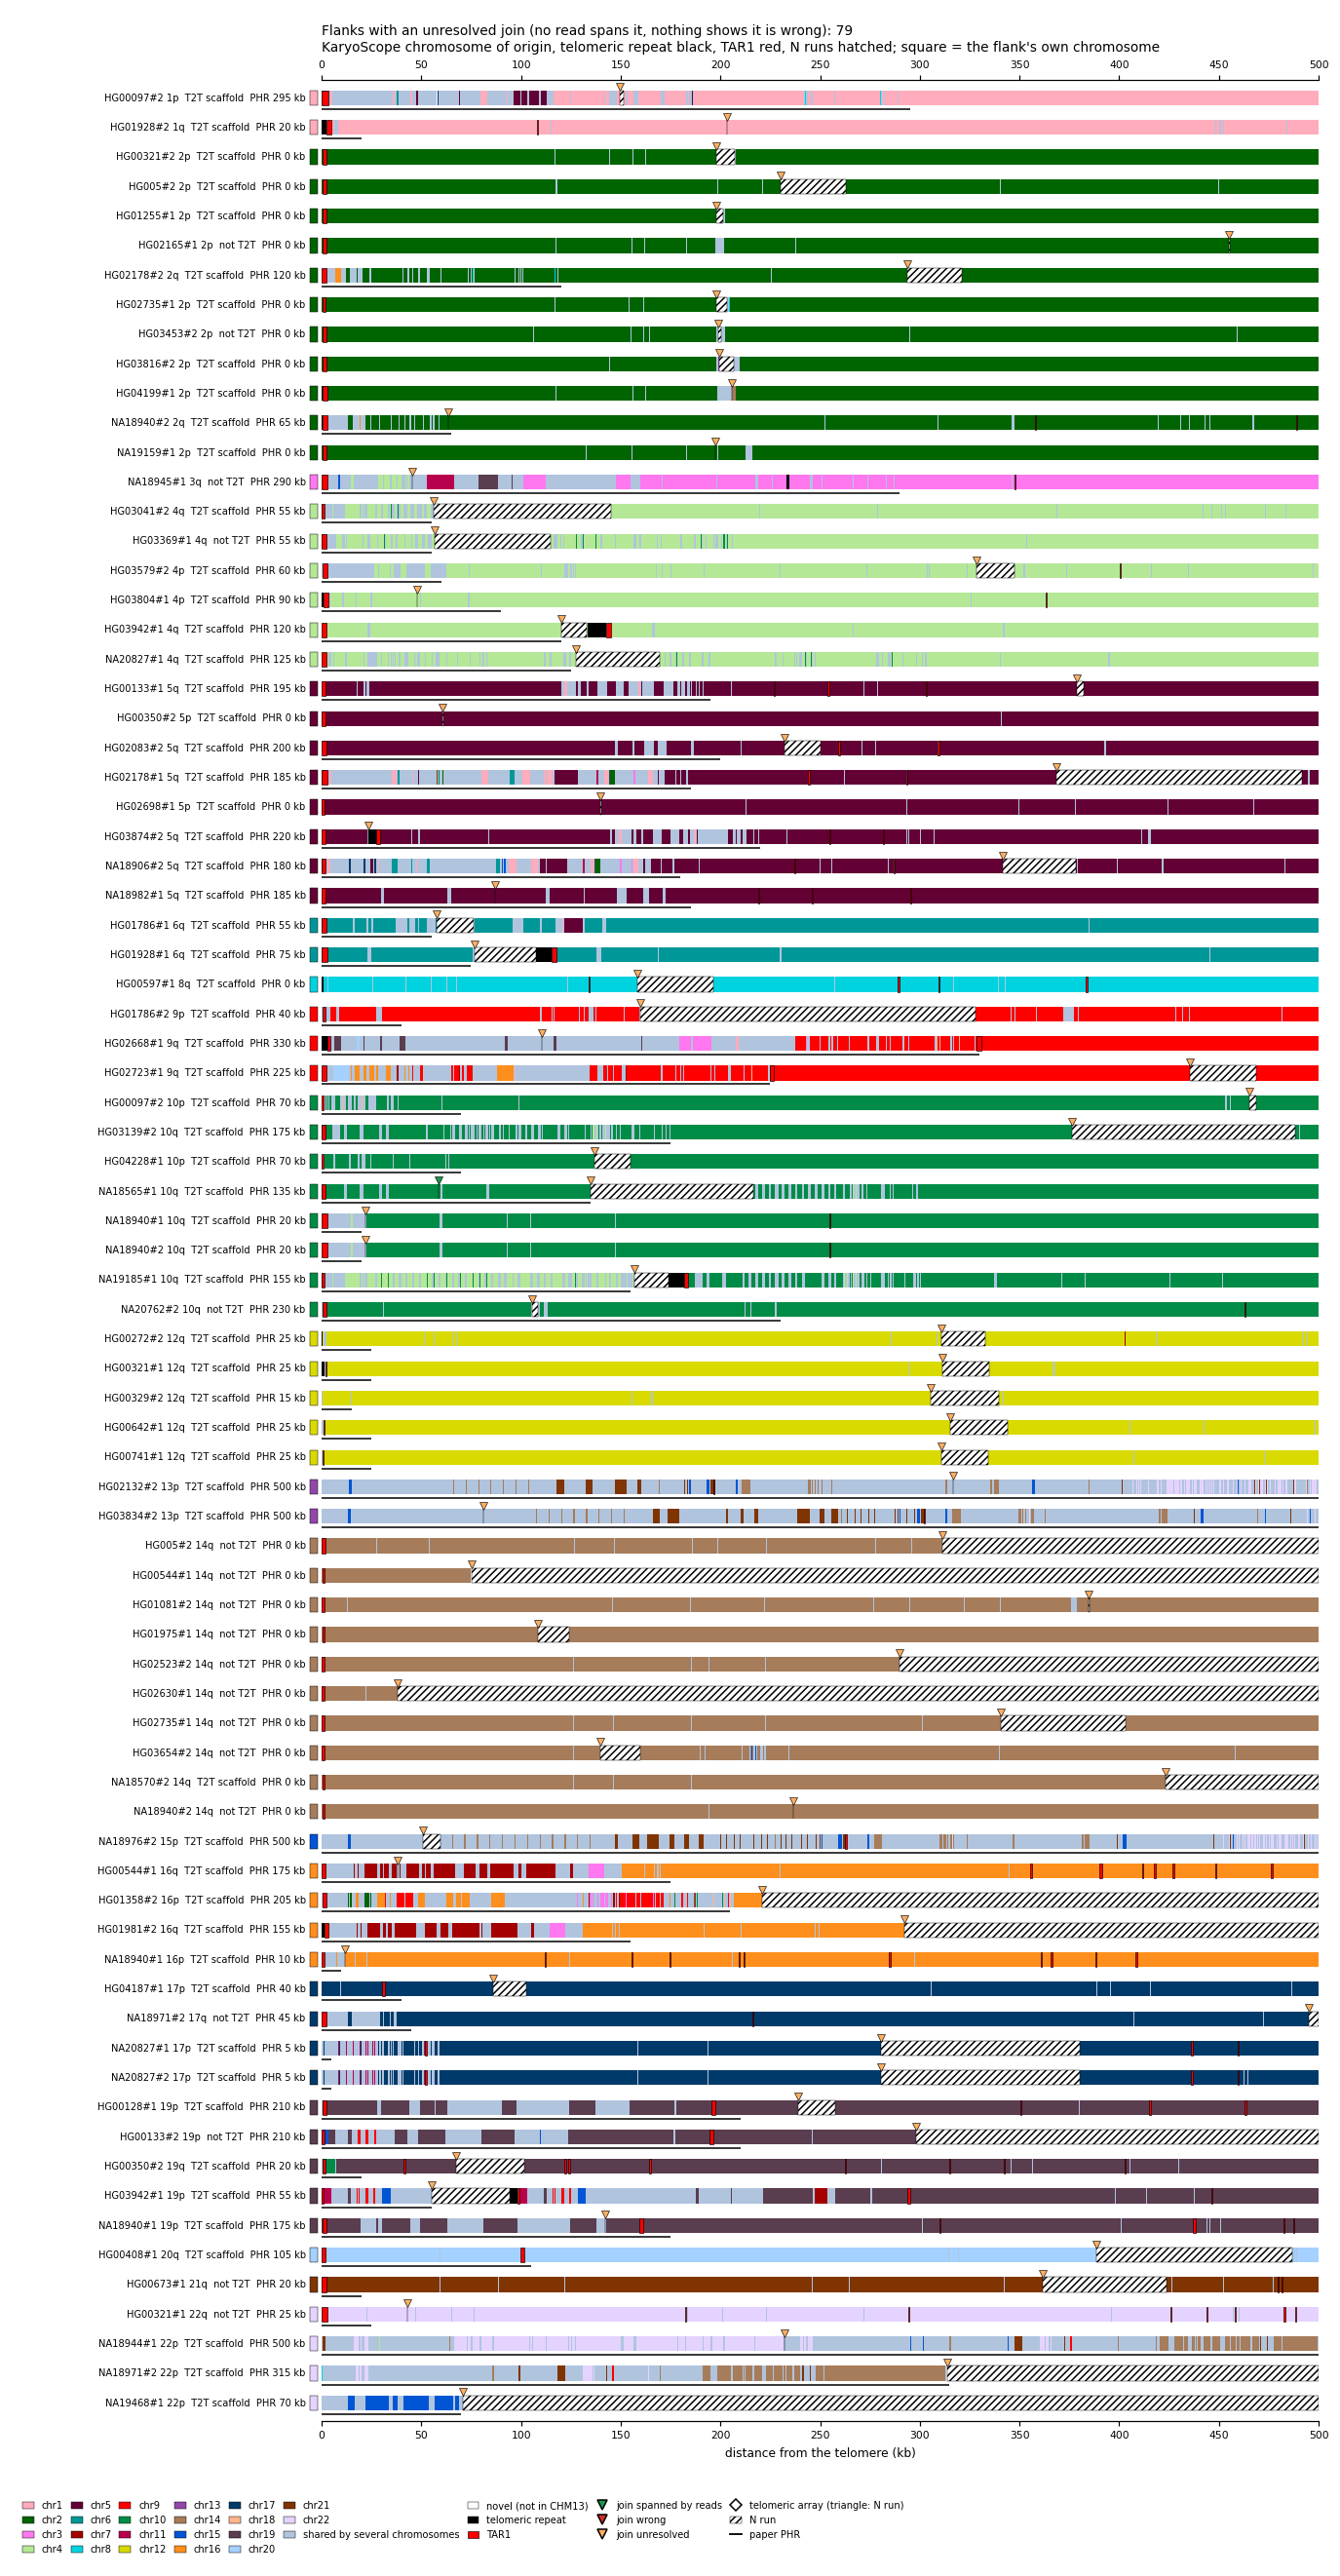 Flanks with an unresolved join (no read spans it, nothing shows it is wrong): 79
KaryoScope chromosome of origin, telomeric repeat black, TAR1 red, N runs hatched; square = the flank's own chromosome
0 50 100 150 200 250 300 350 400 450 500
HG00097#2 1p T2T scaffold PHR 295 kb
HG01928#2 1q T2T scaffold PHR 20 kb
HG00321#2 2p T2T scaffold PHR 0 kb
HG005#2 2p T2T scaffold PHR 0 kb
HG01255#1 2p T2T scaffold PHR 0 kb
HG02165#1 2p not T2T PHR 0 kb
HG02178#2 2q T2T scaffold PHR 120 kb
HG02735#1 2p T2T scaffold PHR 0 kb
HG03453#2 2p not T2T PHR 0 kb
HG03816#2 2p T2T scaffold PHR 0 kb
HG04199#1 2p T2T scaffold PHR 0 kb
NA18940#2 2q T2T scaffold PHR 65 kb
NA19159#1 2p T2T scaffold PHR 0 kb
NA18945#1 3q not T2T PHR 290 kb
HG03041#2 4q T2T scaffold PHR 55 kb
HG03369#1 4q not T2T PHR 55 kb
HG03579#2 4p T2T scaffold PHR 60 kb
HG03804#1 4p T2T scaffold PHR 90 kb
HG03942#1 4q T2T scaffold PHR 120 kb
NA20827#1 4q T2T scaffold PHR 125 kb
HG00133#1 5q T2T scaffold PHR 195 kb
HG00350#2 5p T2T scaffold PHR 0 kb
HG02083#2 5q T2T scaffold PHR 200 kb
HG02178#1 5q T2T scaffold PHR 185 kb
HG02698#1 5p T2T scaffold PHR 0 kb
HG03874#2 5q T2T scaffold PHR 220 kb
NA18906#2 5q T2T scaffold PHR 180 kb
NA18982#1 5q T2T scaffold PHR 185 kb
HG01786#1 6q T2T scaffold PHR 55 kb
HG01928#1 6q T2T scaffold PHR 75 kb
HG00597#1 8q T2T scaffold PHR 0 kb
HG01786#2 9p T2T scaffold PHR 40 kb
HG02668#1 9q T2T scaffold PHR 330 kb
HG02723#1 9q T2T scaffold PHR 225 kb
HG00097#2 10p T2T scaffold PHR 70 kb
HG03139#2 10q T2T scaffold PHR 175 kb
HG04228#1 10p T2T scaffold PHR 70 kb
NA18565#1 10q T2T scaffold PHR 135 kb
NA18940#1 10q T2T scaffold PHR 20 kb
NA18940#2 10q T2T scaffold PHR 20 kb
NA19185#1 10q T2T scaffold PHR 155 kb
NA20762#2 10q not T2T PHR 230 kb
HG00272#2 12q T2T scaffold PHR 25 kb
HG00321#1 12q T2T scaffold PHR 25 kb
HG00329#2 12q T2T scaffold PHR 15 kb
HG00642#1 12q T2T scaffold PHR 25 kb
HG00741#1 12q T2T scaffold PHR 25 kb
HG02132#2 13p T2T scaffold PHR 500 kb
HG03834#2 13p T2T scaffold PHR 500 kb
HG005#2 14q not T2T PHR 0 kb
HG00544#1 14q not T2T PHR 0 kb
HG01081#2 14q not T2T PHR 0 kb
HG01975#1 14q not T2T PHR 0 kb
HG02523#2 14q not T2T PHR 0 kb
HG02630#1 14q not T2T PHR 0 kb
HG02735#1 14q not T2T PHR 0 kb
HG03654#2 14q not T2T PHR 0 kb
NA18570#2 14q T2T scaffold PHR 0 kb
NA18940#2 14q not T2T PHR 0 kb
NA18976#2 15p T2T scaffold PHR 500 kb
HG00544#1 16q T2T scaffold PHR 175 kb
HG01358#2 16p T2T scaffold PHR 205 kb
HG01981#2 16q T2T scaffold PHR 155 kb
NA18940#1 16p T2T scaffold PHR 10 kb
HG04187#1 17p T2T scaffold PHR 40 kb
NA18971#2 17q not T2T PHR 45 kb
NA20827#1 17p T2T scaffold PHR 5 kb
NA20827#2 17p T2T scaffold PHR 5 kb
HG00128#1 19p T2T scaffold PHR 210 kb
HG00133#2 19p not T2T PHR 210 kb
HG00350#2 19q T2T scaffold PHR 20 kb
HG03942#1 19p T2T scaffold PHR 55 kb
NA18940#1 19p T2T scaffold PHR 175 kb
HG00408#1 20q T2T scaffold PHR 105 kb
HG00673#1 21q not T2T PHR 20 kb
HG00321#1 22q not T2T PHR 25 kb
NA18944#1 22p T2T scaffold PHR 500 kb
NA18971#2 22p T2T scaffold PHR 315 kb
NA19468#1 22p T2T scaffold PHR 70 kb
0 50 100 150 200 250 300 350 400 450 500
distance from the telomere (kb)
chr1 chr5 chr9 chr13 chr17 chr21 novel (not in CHM13) join spanned by reads telomeric array (triangle: N run)
chr2 chr6 chr10 chr14 chr18 chr22 telomeric repeat join wrong N run
chr3 chr7 chr11 chr15 chr19 shared by several chromosomes TAR1 join unresolved paper PHR
chr4 chr8 chr12 chr16 chr20